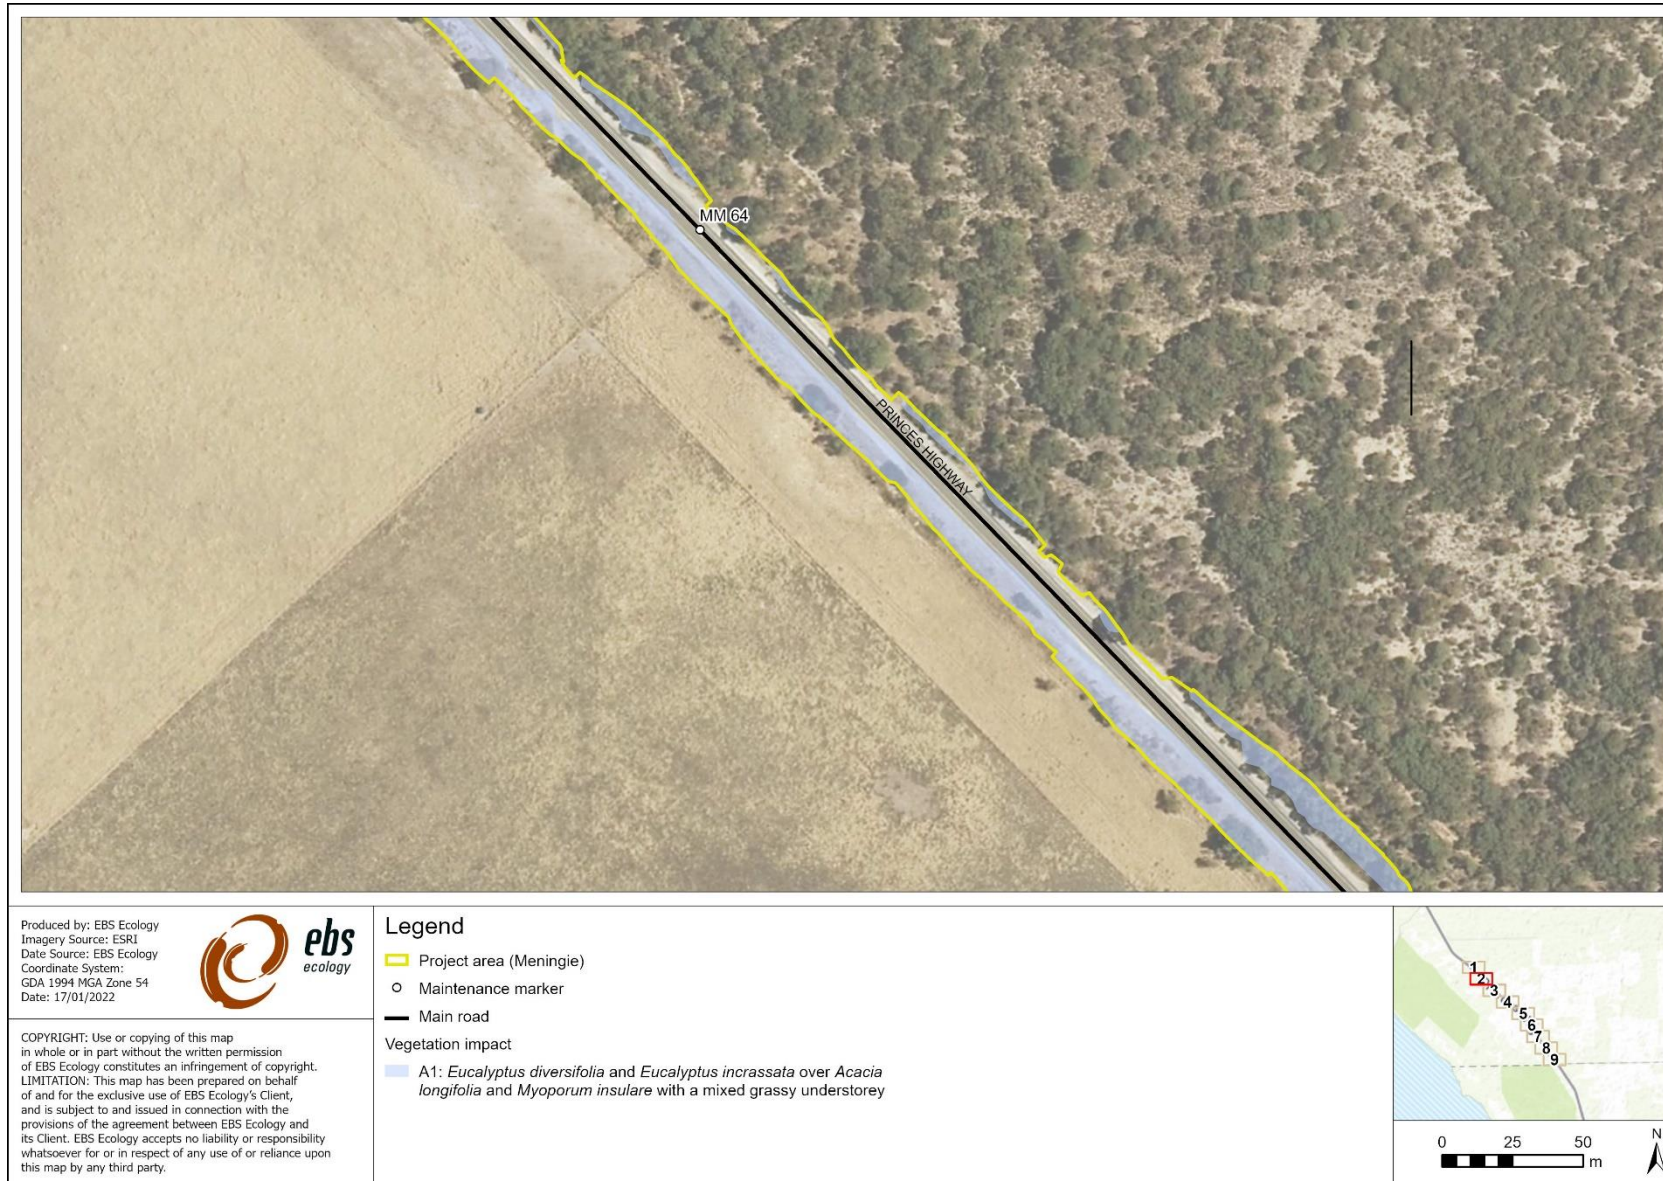 MM 64
PRINCES HIGHWAY
Produced by: EBS Ecology
Imagery Source: ESRI
Date Source: EBS Ecology
Coordinate System:
GDA 1994 MGA Zone 54
Date: 17/01/2022
ebs
ecology
COPYRIGHT: Use or copying of this map
in whole or in part without the written permission
of EBS Ecology constitutes an infringement of copyright.
LIMITATION: This map has been prepared on behalf
of and for the exclusive use of EBS Ecology's Client,
and is subject to and issued in connection with the
provisions of the agreement between EBS Ecology and
its Client. EBS Ecology accepts no liability or responsibility
whatsoever for or in respect of any use of or reliance upon
this map by any third party.
Legend
Project area (Meningie)
Maintenance marker
Main road
Vegetation impact
A1: Eucalyptus diversifolia and Eucalyptus incrassata over Acacia
longifolia and Myoporum insulare with a mixed grassy understorey
1
2
3
4
5
6
7
8
9
0 25 50
m
N